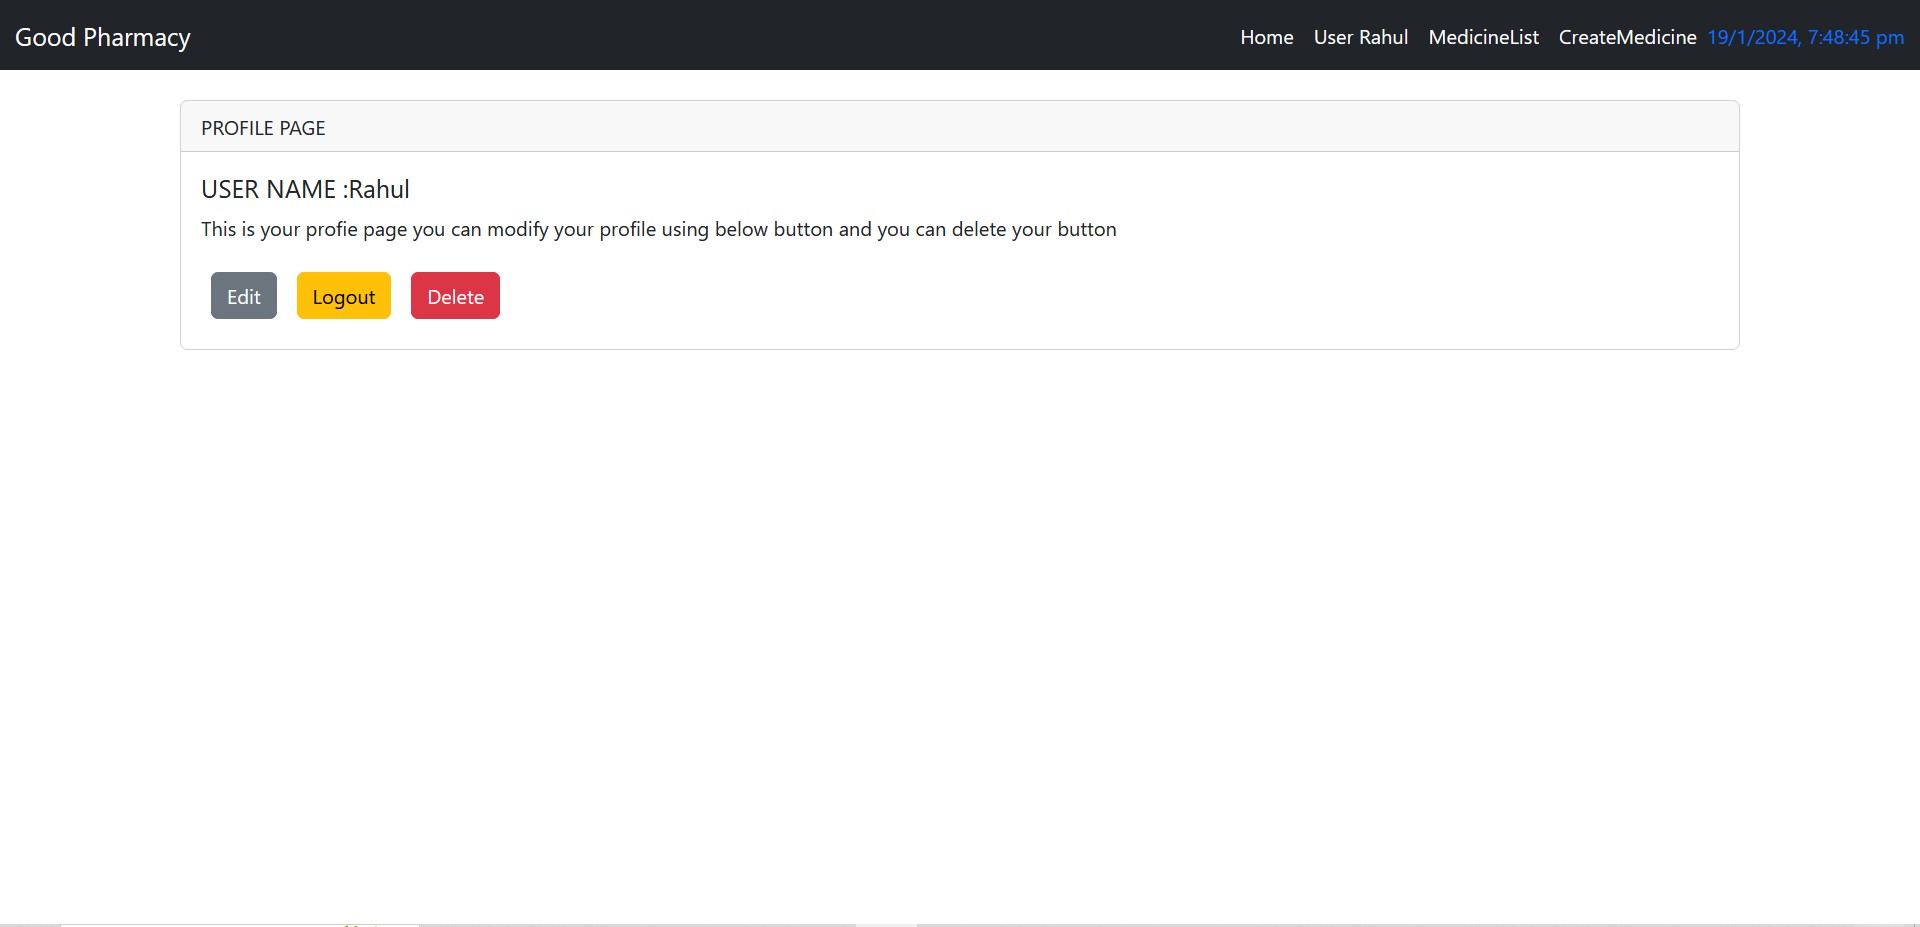 Good Pharmacy
Home User Rahul MedicineList CreateMedicine 19/1/2024, 7:48:45 pm
PROFILE PAGE
USER NAME :Rahul
This is your profie page you can modify your profile using below button and you can delete your button
Edit Logout Delete